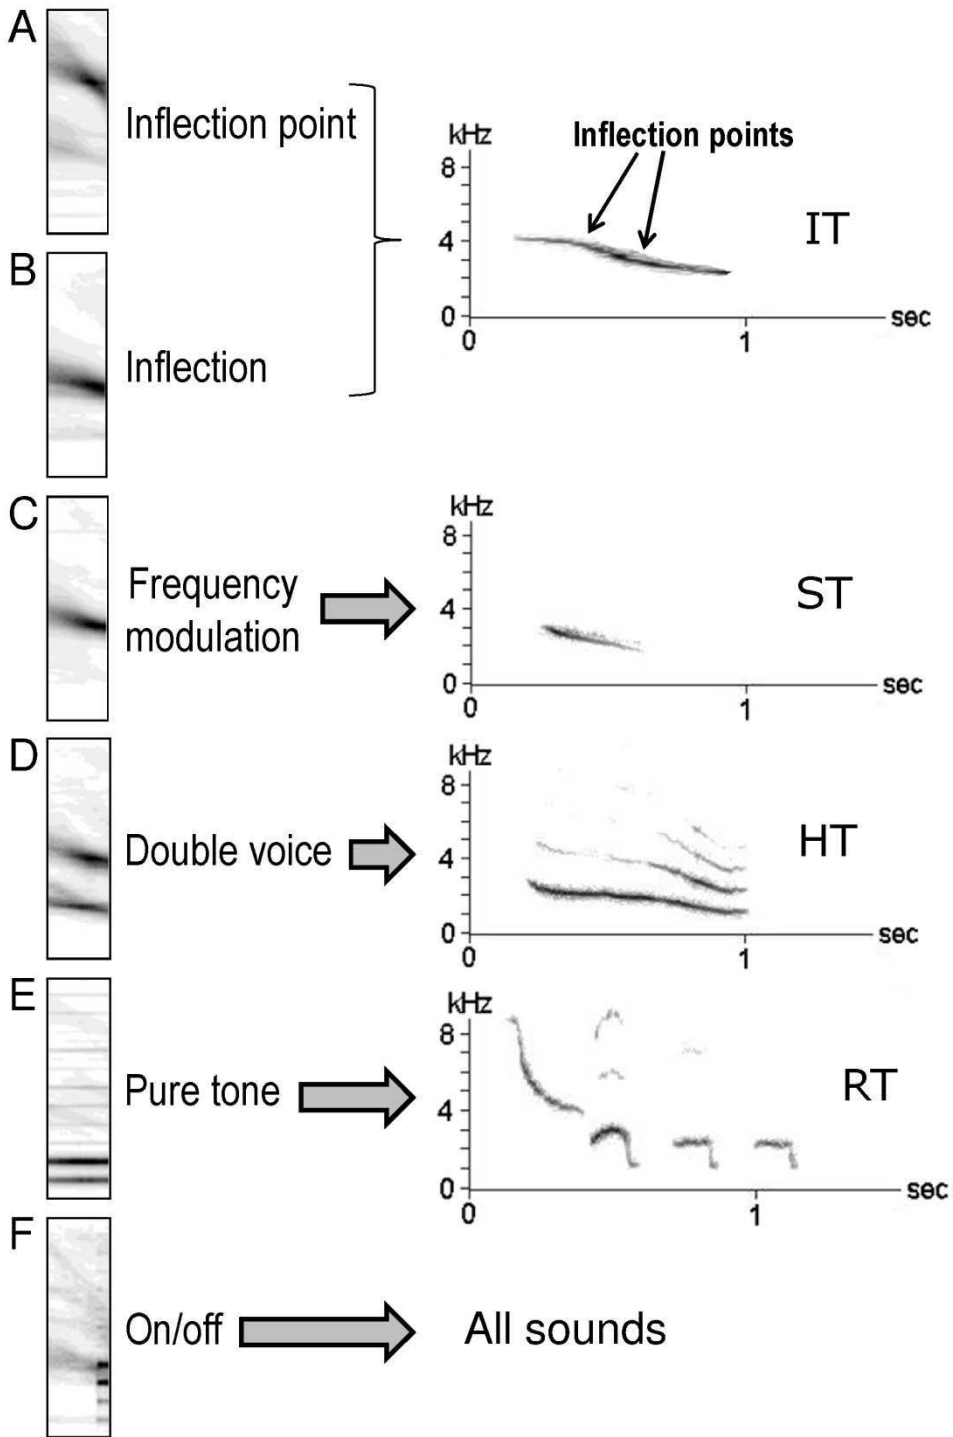 A
Inflection point
kHz
Inflection points
8
4
0
0
1
sec
IT
B
Inflection
C
Frequency
modulation
kHz
8
4
0
0
1
sec
ST
D
Double voice
kHz
8
4
0
0
1
sec
HT
E
Pure tone
kHz
8
4
0
0
1
sec
RT
F
On/off
All sounds